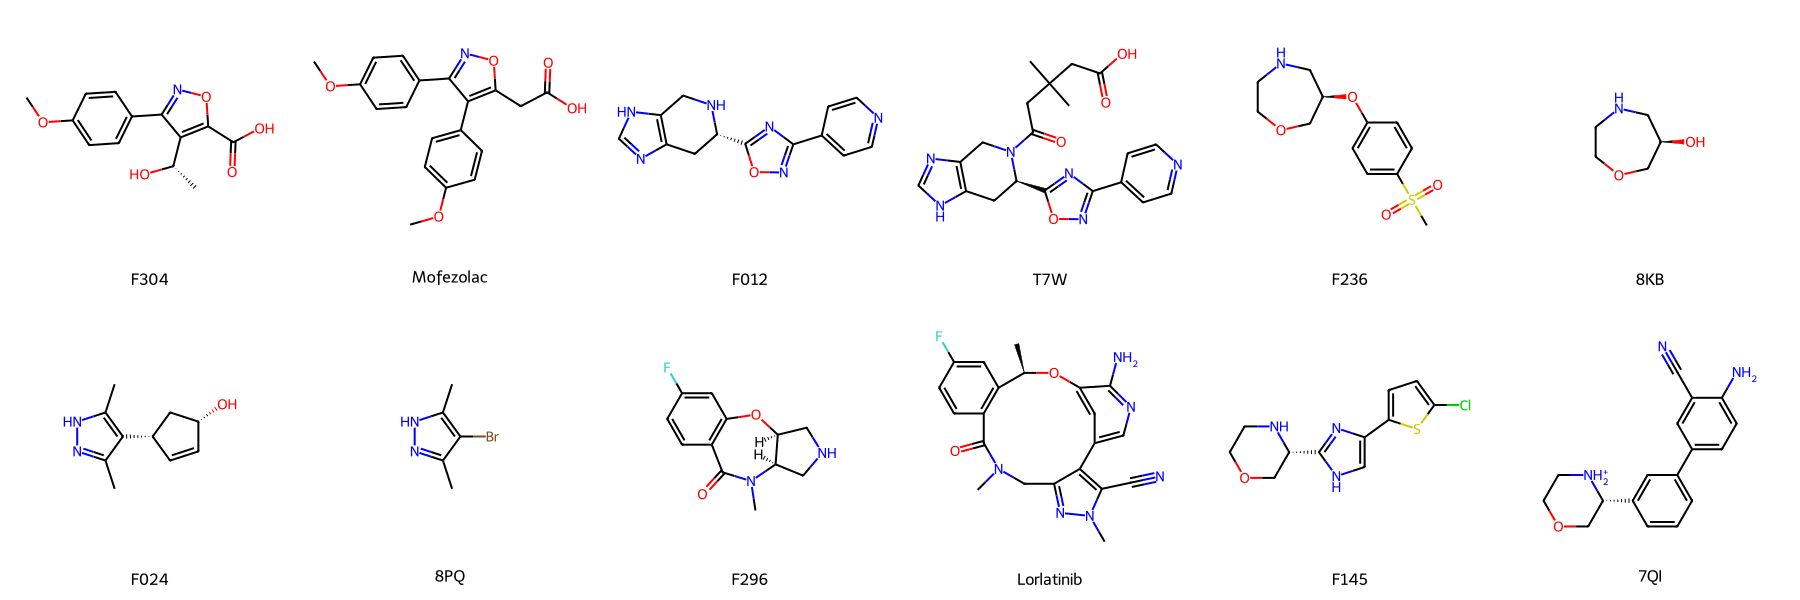 F304
Mofezolac
F012
T7W
F236
8KB
F024
8PQ
F296
Lorlatinib
F145
7QI